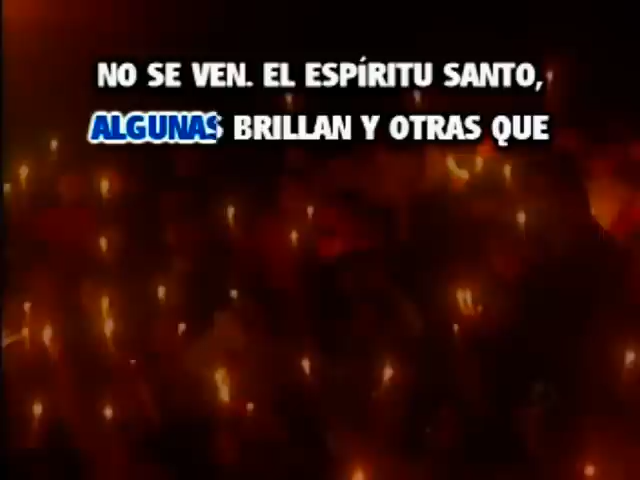 NO SE VEN. EL ESPÍRITU SANTO,
ALGUNAS BRILLAN Y OTRAS QUE